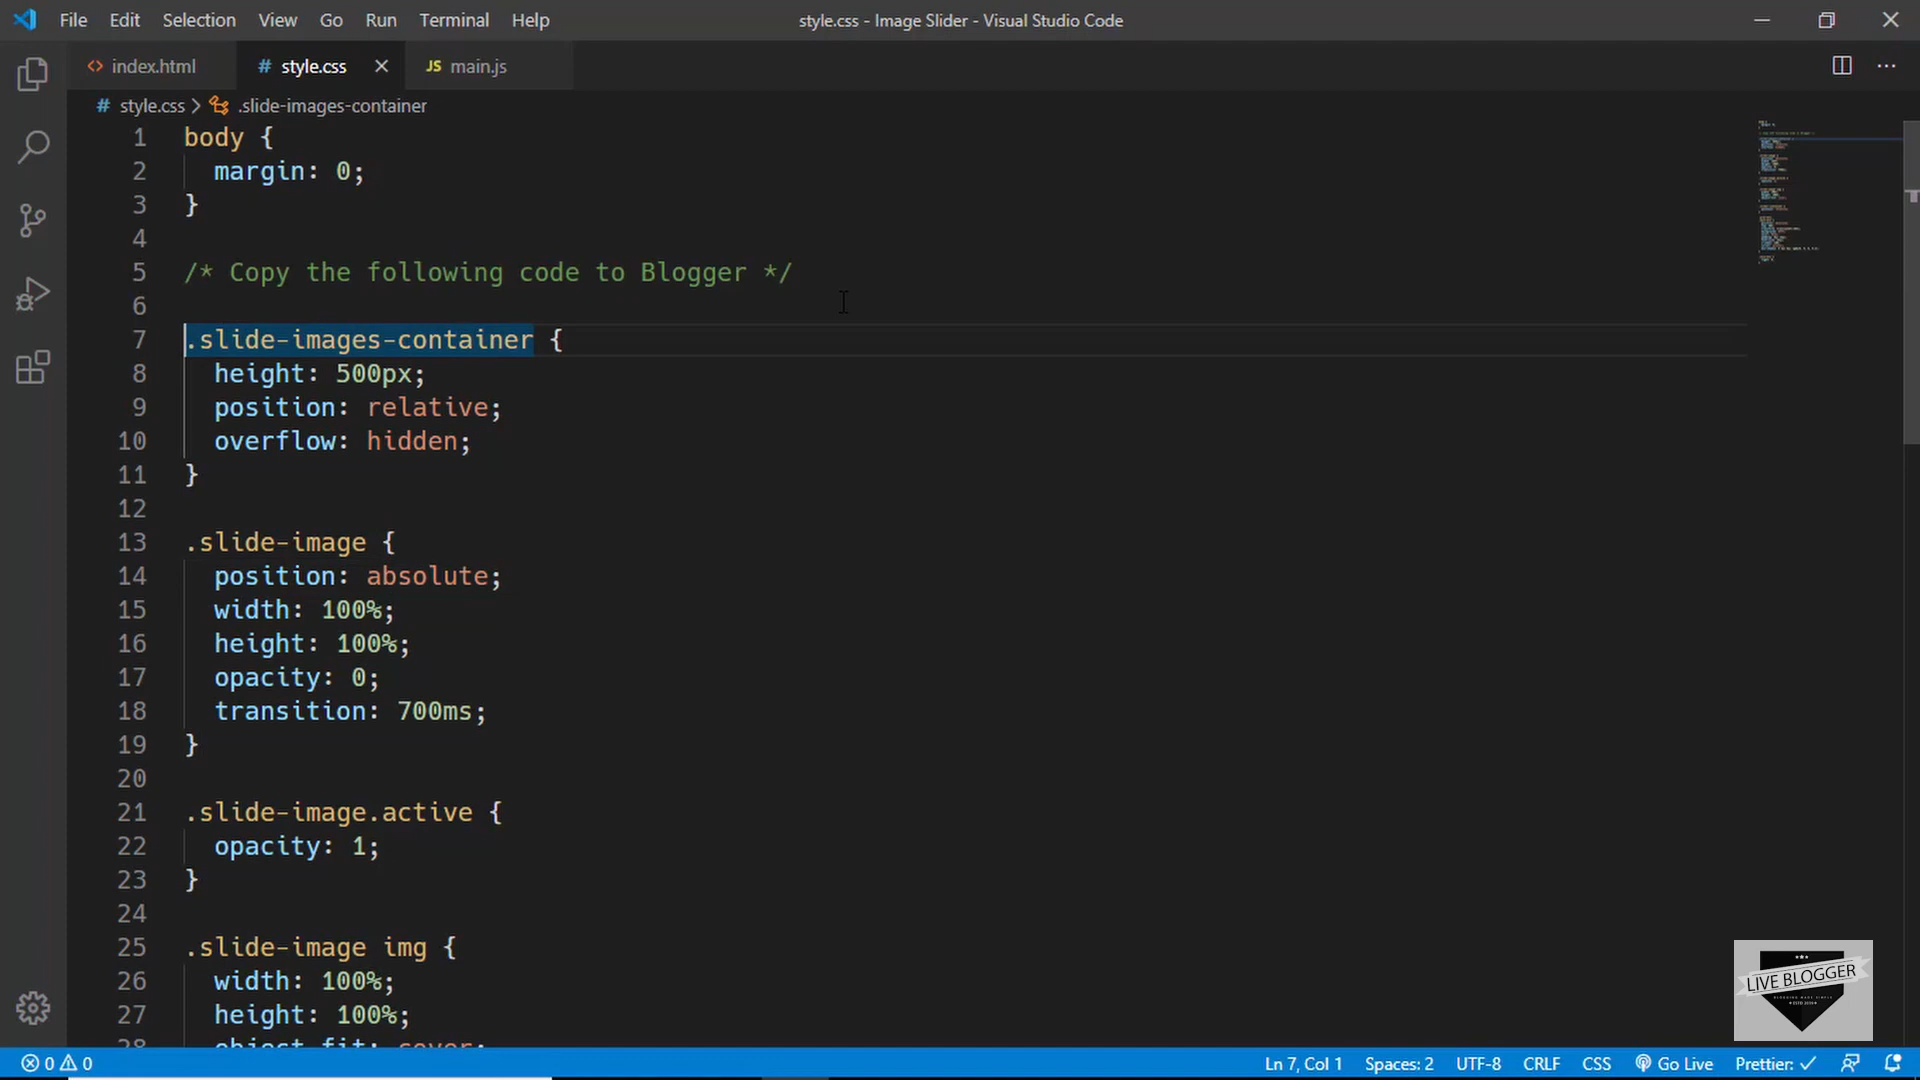 File Edit Selection View Go Run Terminal Help style.css - Image Slider - Visual Studio Code
index.html # style.css JS main.js
# style.css > .slide-images-container
1 body {
2 margin: 0;
3 }
4
5 /* Copy the following code to Blogger */
6
7 .slide-images-container {
8 height: 500px;
9 position: relative;
10 overflow: hidden;
11 }
12
13 .slide-image {
14 position: absolute;
15 width: 100%;
16 height: 100%;
17 opacity: 0;
18 transition: 700ms;
19 }
20
21 .slide-image.active {
22 opacity: 1;
23 }
24
25 .slide-image img {
26 width: 100%;
27 height: 100%;
28 object-fit: cover;
LIVE BLOGGER
0 0 Ln 7, Col 1 Spaces: 2 UTF-8 CRLF CSS Go Live Prettier: ✓